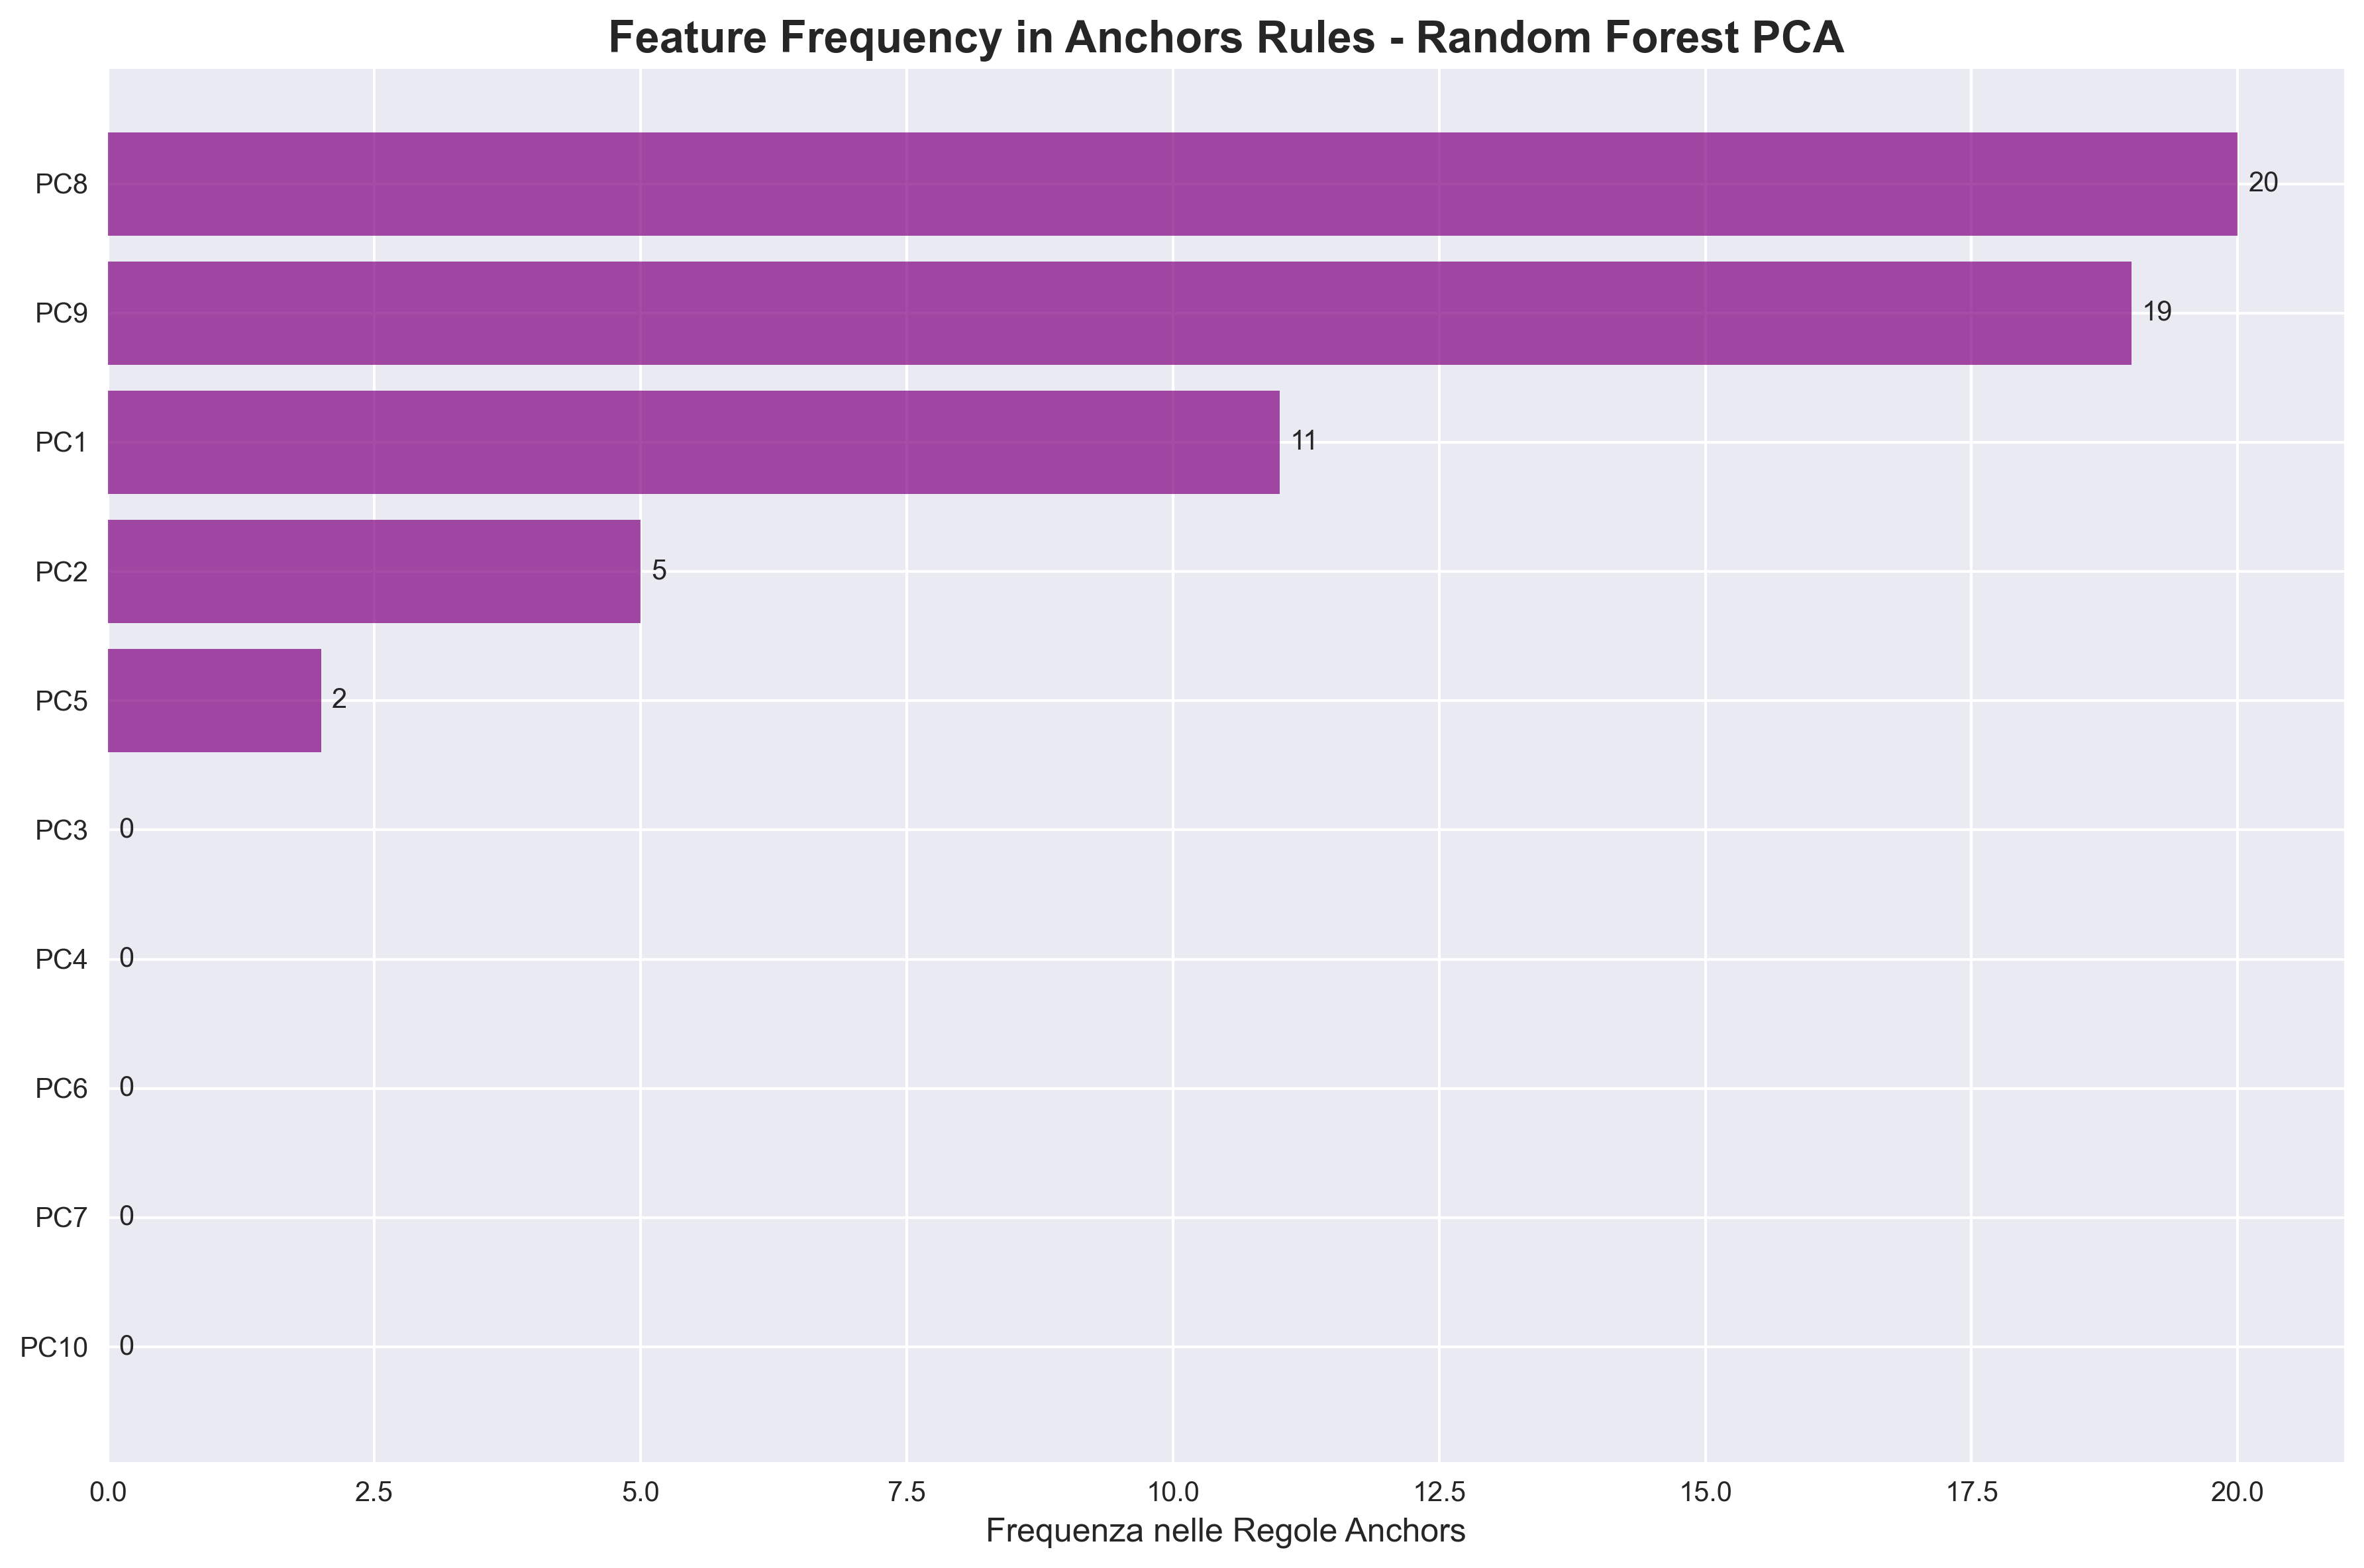 Feature Frequency in Anchors Rules - Random Forest PCA
PC8 20
PC9 19
PC1 11
PC2 5
PC5 2
PC3 0
PC4 0
PC6 0
PC7 0
PC10 0
0.0 2.5 5.0 7.5 10.0 12.5 15.0 17.5 20.0
Frequenza nelle Regole Anchors